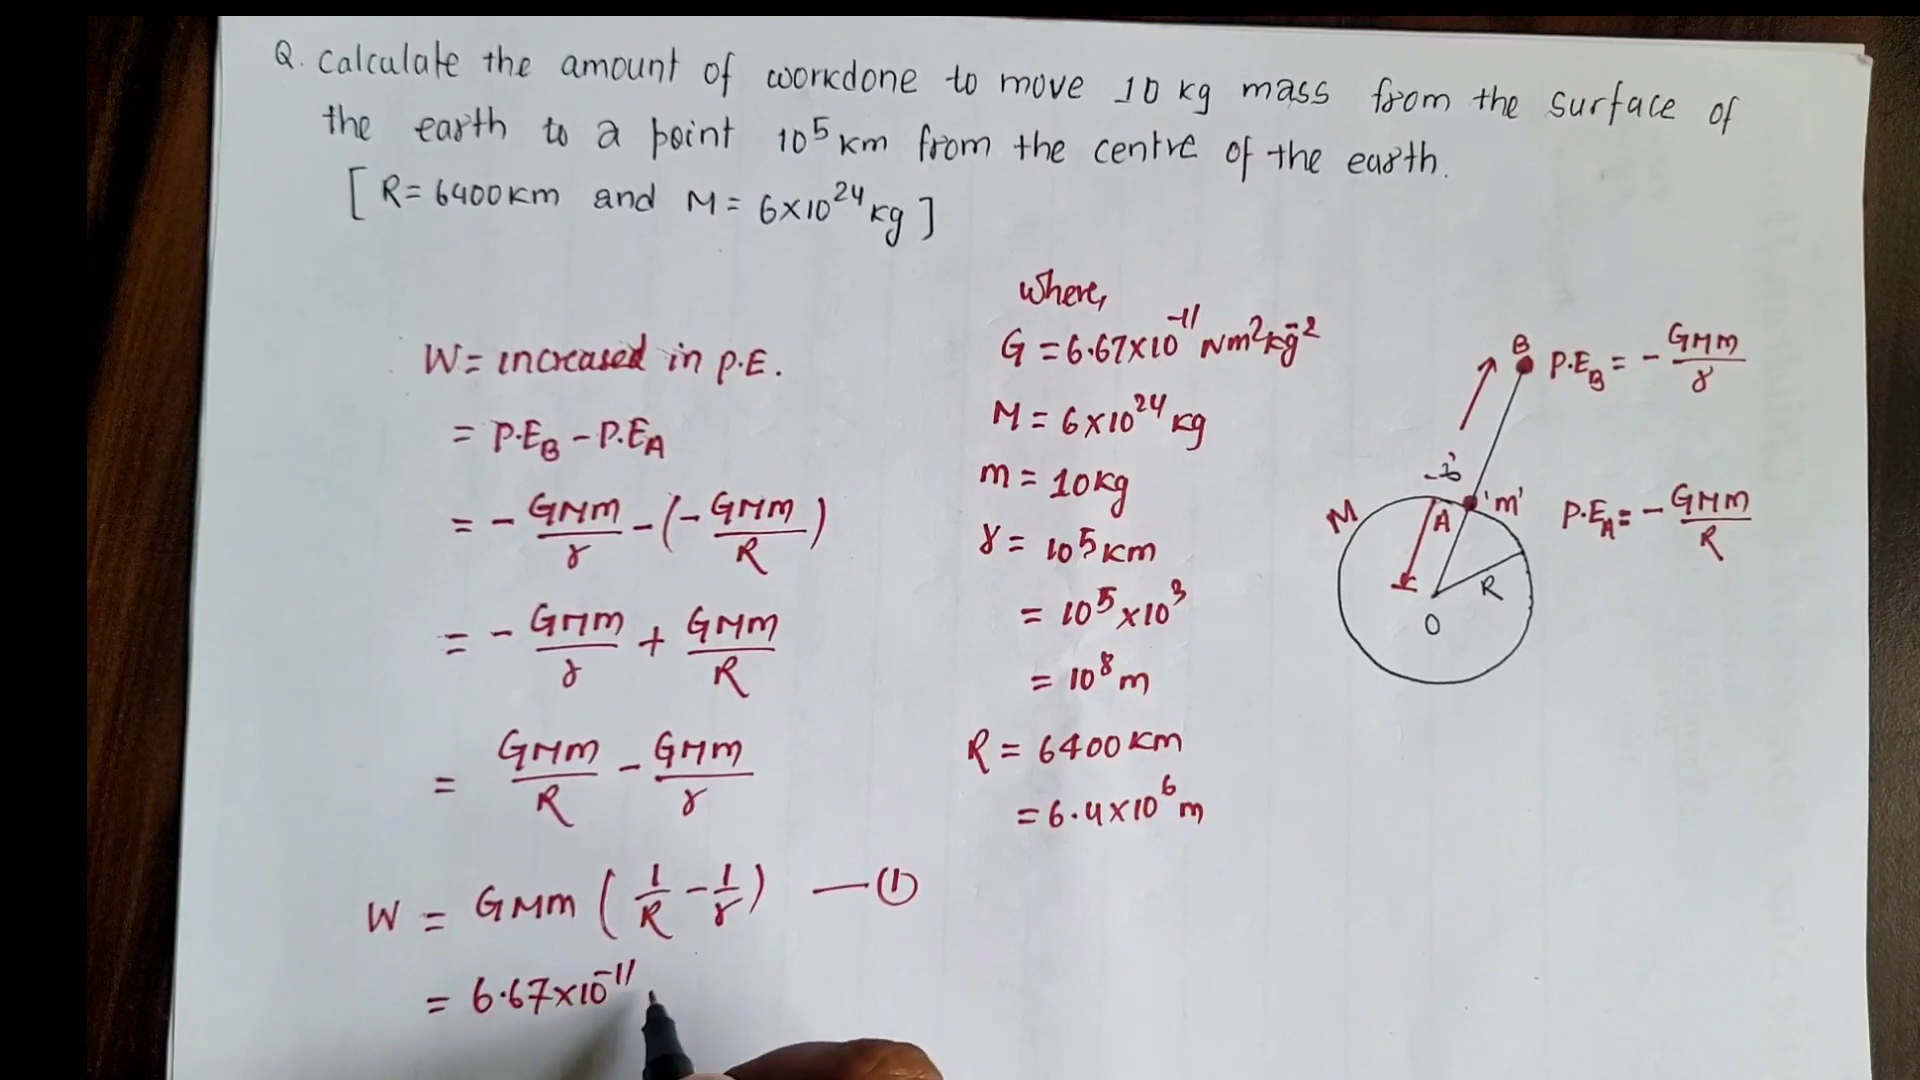 Q. Calculate the amount of workdone to move 10 kg mass from the surface of
the earth to a point 10⁵ km from the centre of the earth.
[ R = 6400 km and M = 6×10²⁴ kg ]
W = increased in P.E.
= P.E_B - P.E_A
= - GMm/r - (- GMm/R)
= - GMm/r + GMm/R
= GMm/R - GMm/r
W = GMm ( 1/R - 1/r ) — ①
= 6.67×10⁻¹¹
where,
G = 6.67×10⁻¹¹ Nm²kg⁻²
M = 6×10²⁴ kg
m = 10kg
r = 10⁵ km
= 10⁵×10³
= 10⁸ m
R = 6400 km
= 6.4×10⁶ m
B P.E_B = - GMm/r
M A 'm' P.E_A = - GMm/R
R
O